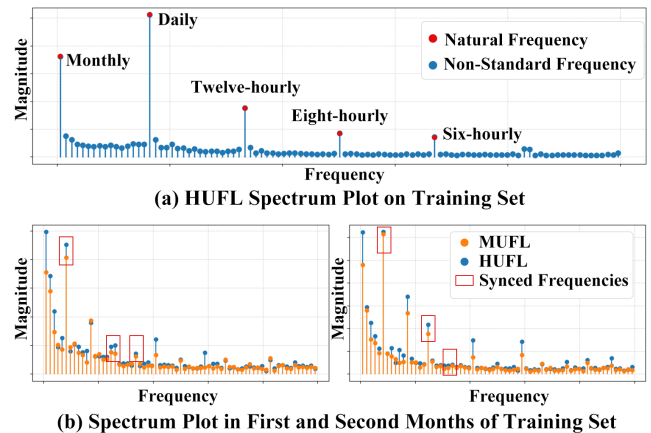 Daily
Monthly
Twelve-hourly
Eight-hourly
Six-hourly
Natural Frequency
Non-Standard Frequency
Magnitude
Frequency
(a) HUFL Spectrum Plot on Training Set
Magnitude
Frequency
MUFL
HUFL
Synced Frequencies
Magnitude
Frequency
(b) Spectrum Plot in First and Second Months of Training Set